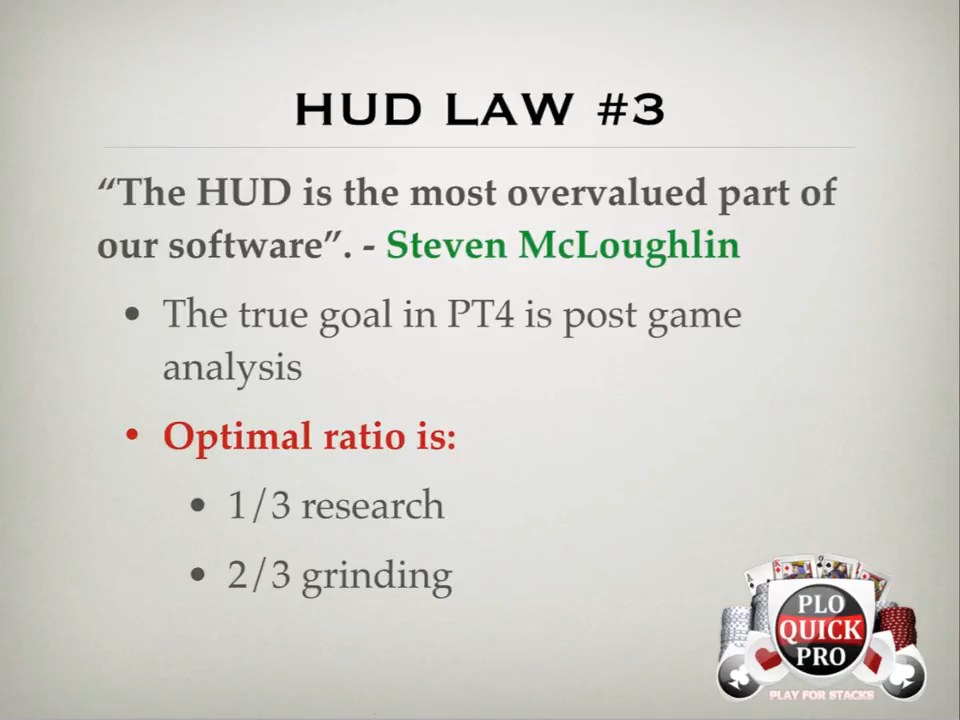 HUD LAW #3
“The HUD is the most overvalued part of
our software”. - Steven McLoughlin
• The true goal in PT4 is post game
analysis
• Optimal ratio is:
• 1/3 research
• 2/3 grinding
PLO
QUICK
PRO
PLAY FOR STACKS